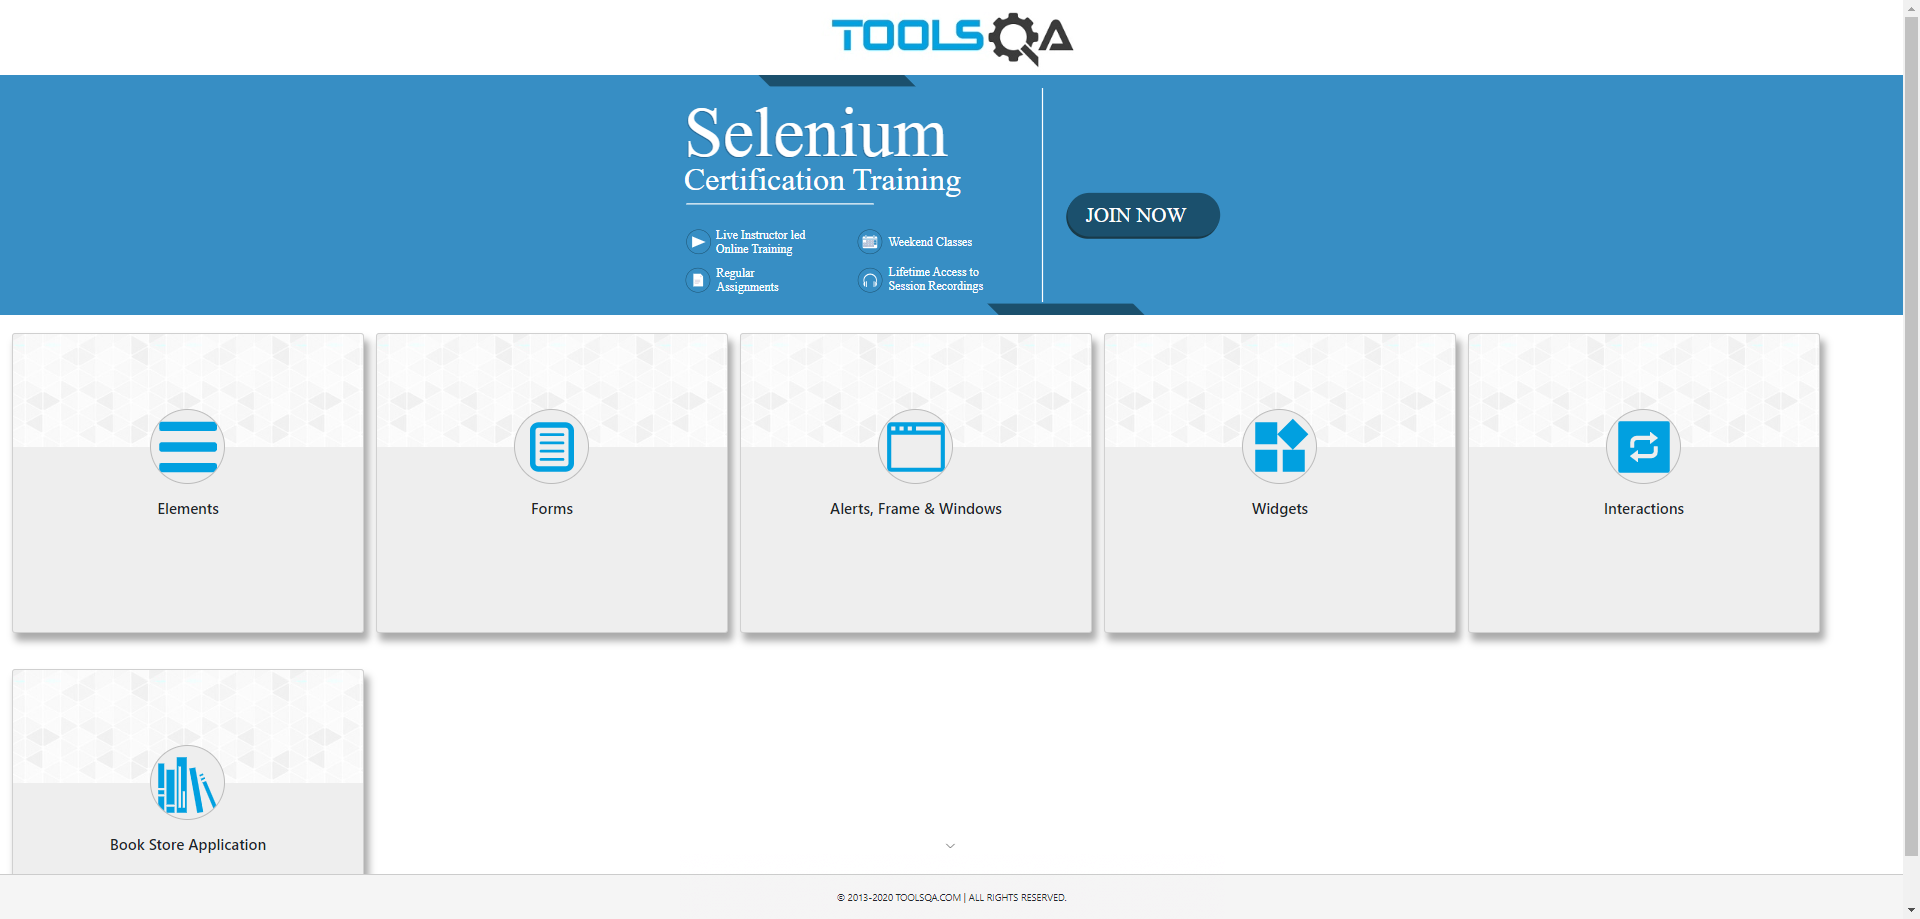 TOOLSQA
Selenium
Certification Training
JOIN NOW
Live Instructor led
Online Training
Weekend Classes
Regular
Assignments
Lifetime Access to
Session Recordings
Elements
Forms
Alerts, Frame & Windows
Widgets
Interactions
Book Store Application
© 2013-2020 TOOLSQA.COM | ALL RIGHTS RESERVED.